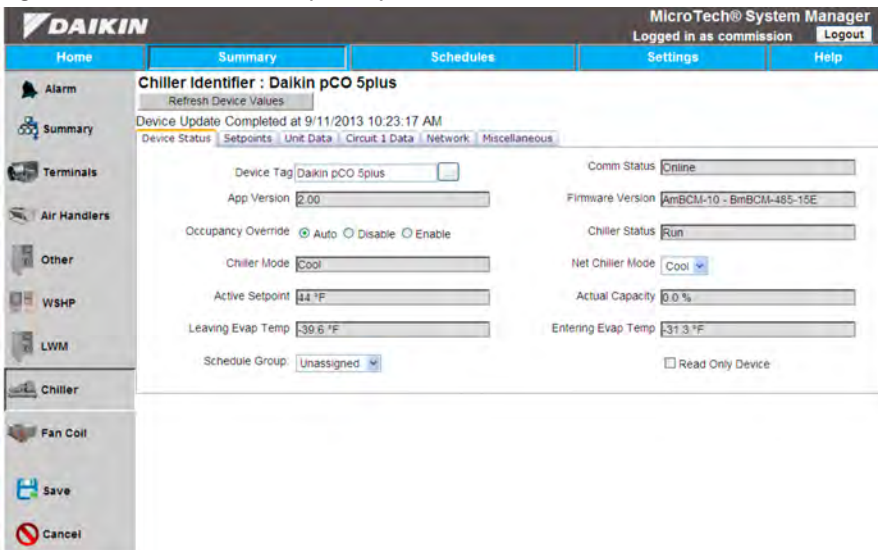 DAIKIN
MicroTech® System Manager
Logged in as commission Logout
Home Summary Schedules Settings Help
Alarm
Summary
Terminals
Air Handlers
Other
WSHP
LWM
Chiller
Fan Coil
Save
Cancel
Chiller Identifier : Daikin pCO 5plus
Refresh Device Values
Device Update Completed at 9/11/2013 10:23:17 AM
Device Status Setpoints Unit Data Circuit 1 Data Network Miscellaneous
Device Tag Daikin pCO 5plus ... Comm Status Online
App Version 2.00 Firmware Version AmBCM-10 - BmBCM-485-15E
Occupancy Override Auto Disable Enable Chiller Status Run
Chiller Mode Cool Net Chiller Mode Cool
Active Setpoint 44 °F Actual Capacity 0.0 %
Leaving Evap Temp -39.6 °F Entering Evap Temp -31.3 °F
Schedule Group: Unassigned Read Only Device